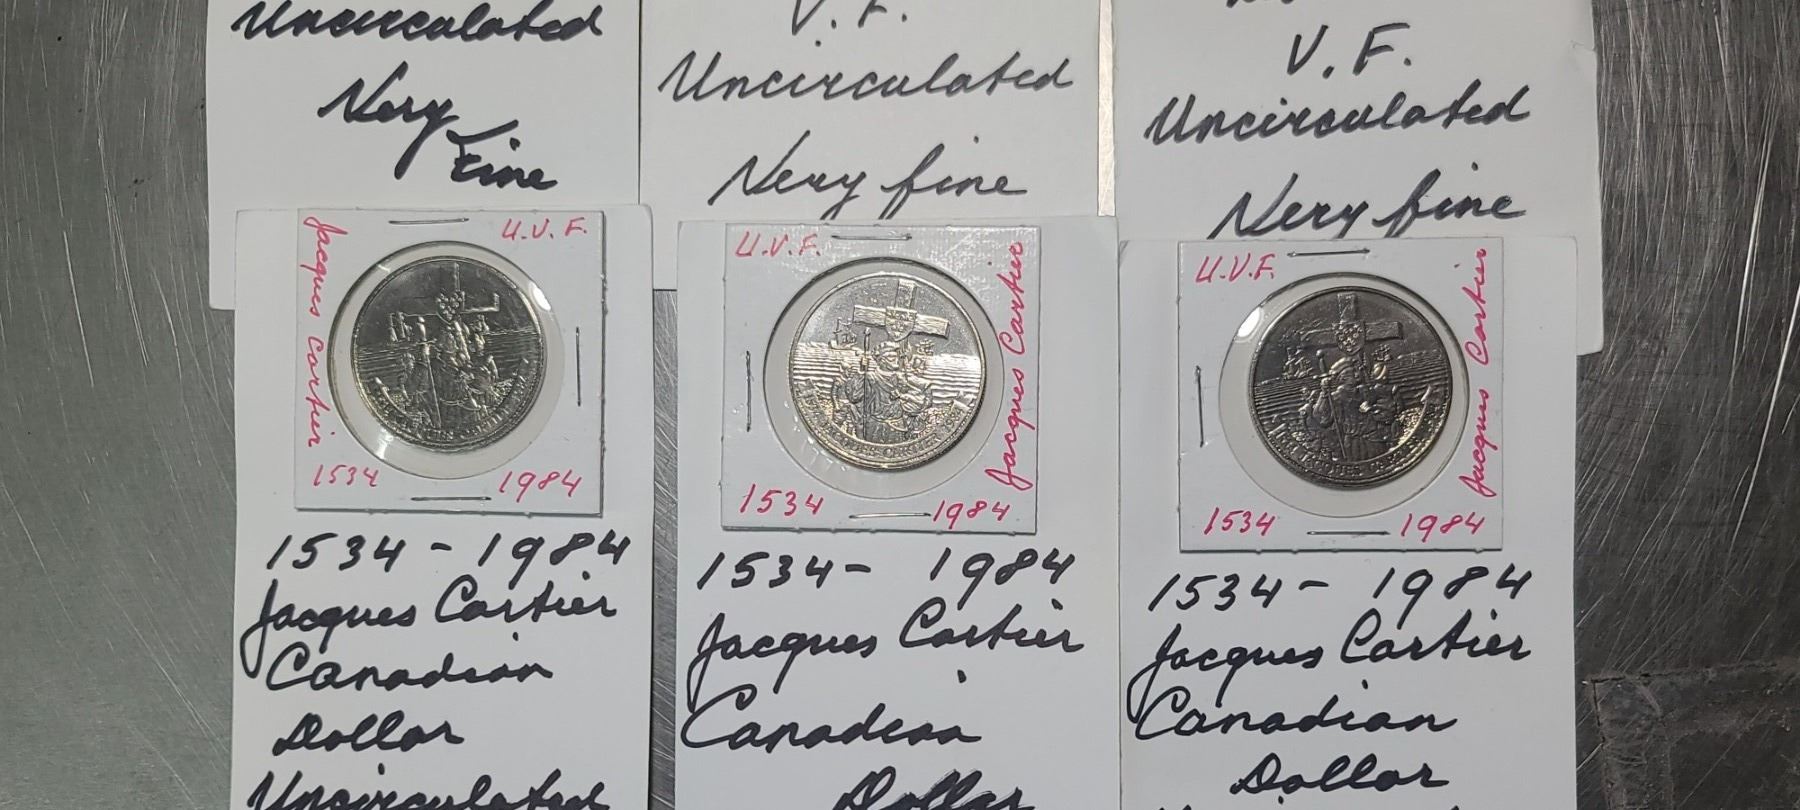 Uncirculated
Very
Fine
V. F.
Uncirculated
Very fine
V. F.
Uncirculated
Very fine
U.V.F.
Jacques Cartier
1534 1984
1534 - 1984
Jacques Cartier
Canadian
Dollar
Uncirculated
U.V.F.
Jacques Cartier
1534 1984
1534 - 1984
Jacques Cartier
Canadian
Dollar
U.V.F.
Jacques Cartier
1534 1984
1534 - 1984
Jacques Cartier
Canadian
Dollar